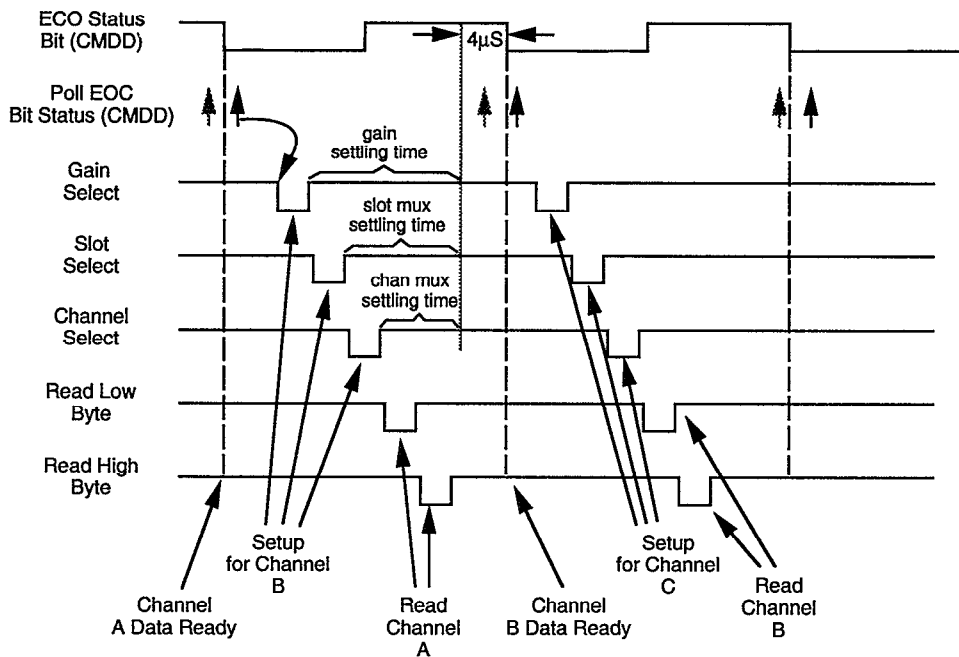 ECO Status
Bit (CMDD)
4µS
Poll EOC
Bit Status (CMDD)
gain
settling time
Gain
Select
slot mux
settling time
Slot
Select
chan mux
settling time
Channel
Select
Read Low
Byte
Read High
Byte
Setup
for Channel
B
Setup
for Channel
C
Channel
A Data Ready
Read
Channel
A
Channel
B Data Ready
Read
Channel
B